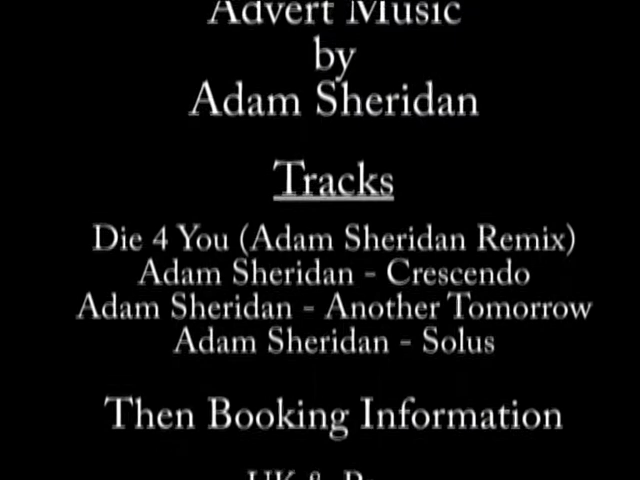 Advert Music
by
Adam Sheridan
Tracks
Die 4 You (Adam Sheridan Remix)
Adam Sheridan - Crescendo
Adam Sheridan - Another Tomorrow
Adam Sheridan - Solus
Then Booking Information
UK &